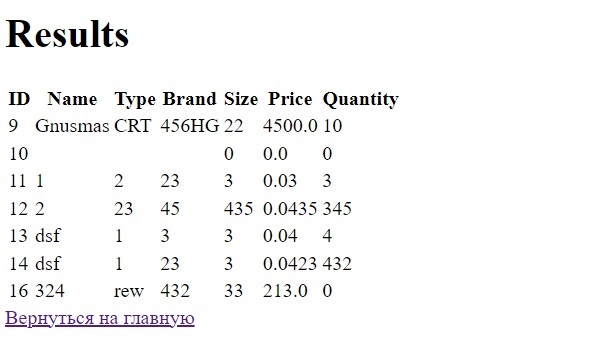 Results
ID Name Type Brand Size Price Quantity
9 Gnusmas CRT 456HG 22 4500.0 10
10 0 0.0 0
11 1 2 23 3 0.03 3
12 2 23 45 435 0.0435 345
13 dsf 1 3 3 0.04 4
14 dsf 1 23 3 0.0423 432
16 324 rew 432 33 213.0 0
Вернуться на главную